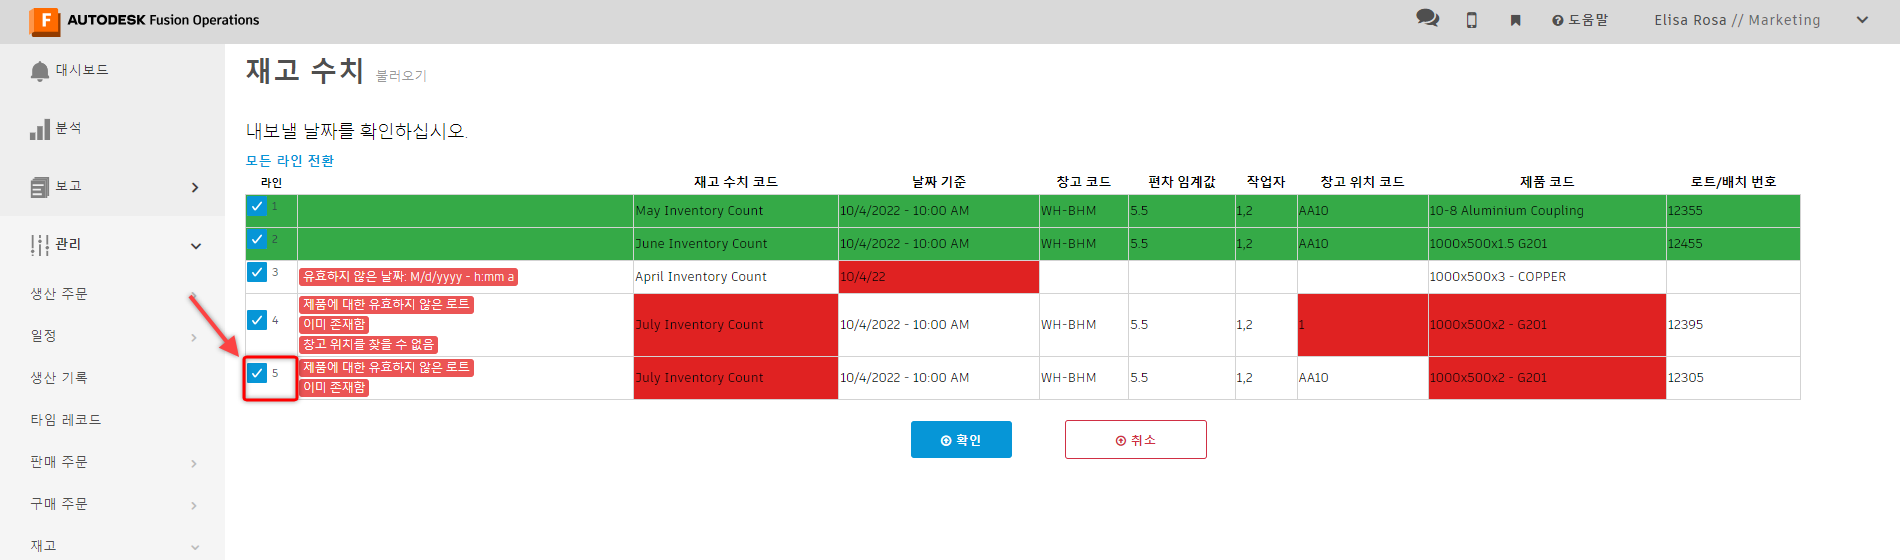 AUTODESK Fusion Operations
도움말
Elisa Rosa // Marketing
대시보드
분석
보고
관리
생산 주문
일정
생산 기록
타임 레코드
판매 주문
구매 주문
재고
재고 수치 불러오기
내보낼 날짜를 확인하십시오.
모든 라인 전환
라인 재고 수치 코드 날짜 기준 창고 코드 편차 임계값 작업자 창고 위치 코드 제품 코드 로트/배치 번호
1 May Inventory Count 10/4/2022 - 10:00 AM WH-BHM 5.5 1,2 AA10 10-8 Aluminium Coupling 12355
2 June Inventory Count 10/4/2022 - 10:00 AM WH-BHM 5.5 1,2 AA10 1000x500x1.5 G201 12455
3 유효하지 않은 날짜: M/d/yyyy - h:mm a April Inventory Count 10/4/22 1000x500x3 - COPPER
제품에 대한 유효하지 않은 로트
4 이미 존재함 July Inventory Count 10/4/2022 - 10:00 AM WH-BHM 5.5 1,2 1 1000x500x2 - G201 12395
창고 위치를 찾을 수 없음
제품에 대한 유효하지 않은 로트
5 이미 존재함 July Inventory Count 10/4/2022 - 10:00 AM WH-BHM 5.5 1,2 AA10 1000x500x2 - G201 12305
확인 취소